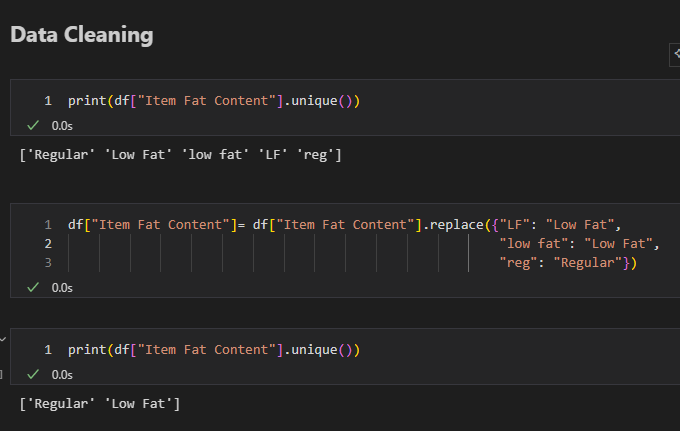 Data Cleaning
1 print(df["Item Fat Content"].unique())
0.0s
['Regular' 'Low Fat' 'low fat' 'LF' 'reg']
1 df["Item Fat Content"]= df["Item Fat Content"].replace({"LF": "Low Fat",
2 "low fat": "Low Fat",
3 "reg": "Regular"})
0.0s
1 print(df["Item Fat Content"].unique())
0.0s
['Regular' 'Low Fat']